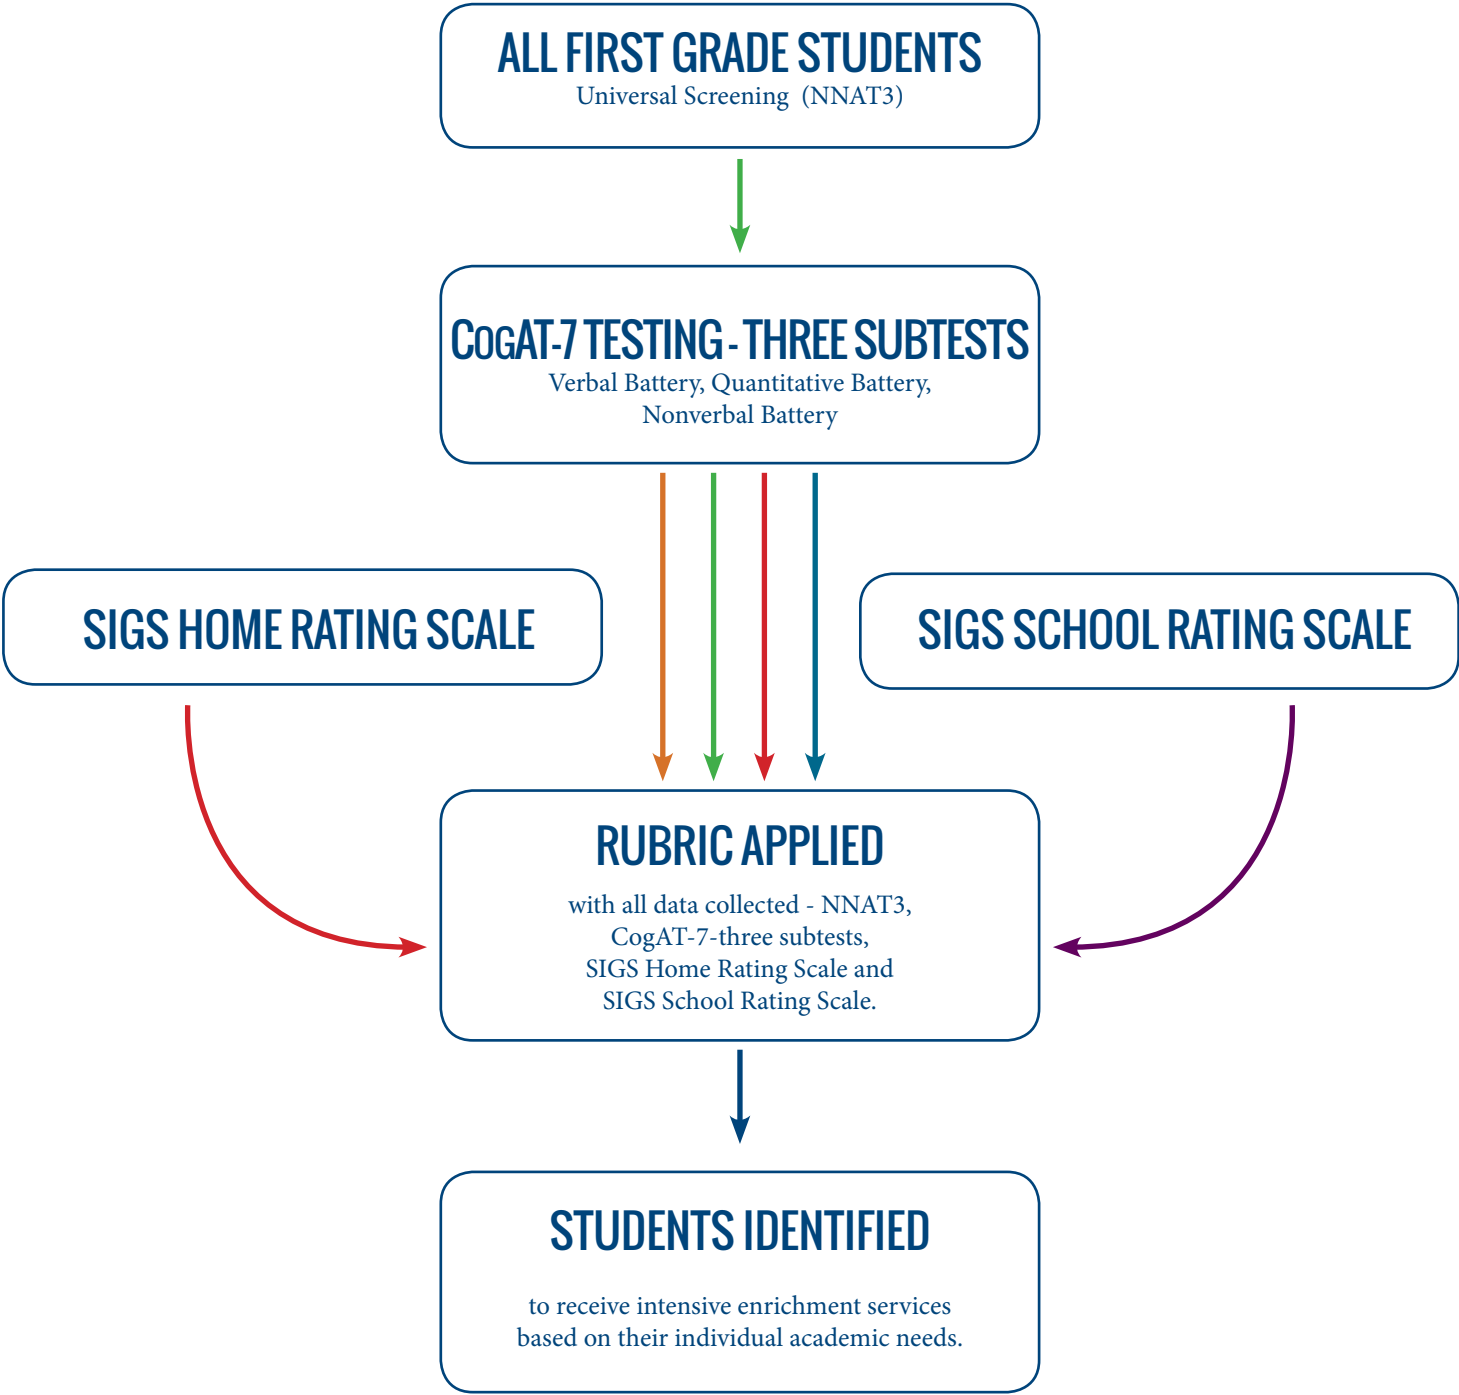 ALL FIRST GRADE STUDENTS
Universal Screening (NNAT3)
COGAT-7 TESTING - THREE SUBTESTS
Verbal Battery, Quantitative Battery,
Nonverbal Battery
SIGS HOME RATING SCALE
SIGS SCHOOL RATING SCALE
RUBRIC APPLIED
with all data collected - NNAT3,
CogAT-7-three subtests,
SIGS Home Rating Scale and
SIGS School Rating Scale.
STUDENTS IDENTIFIED
to receive intensive enrichment services
based on their individual academic needs.